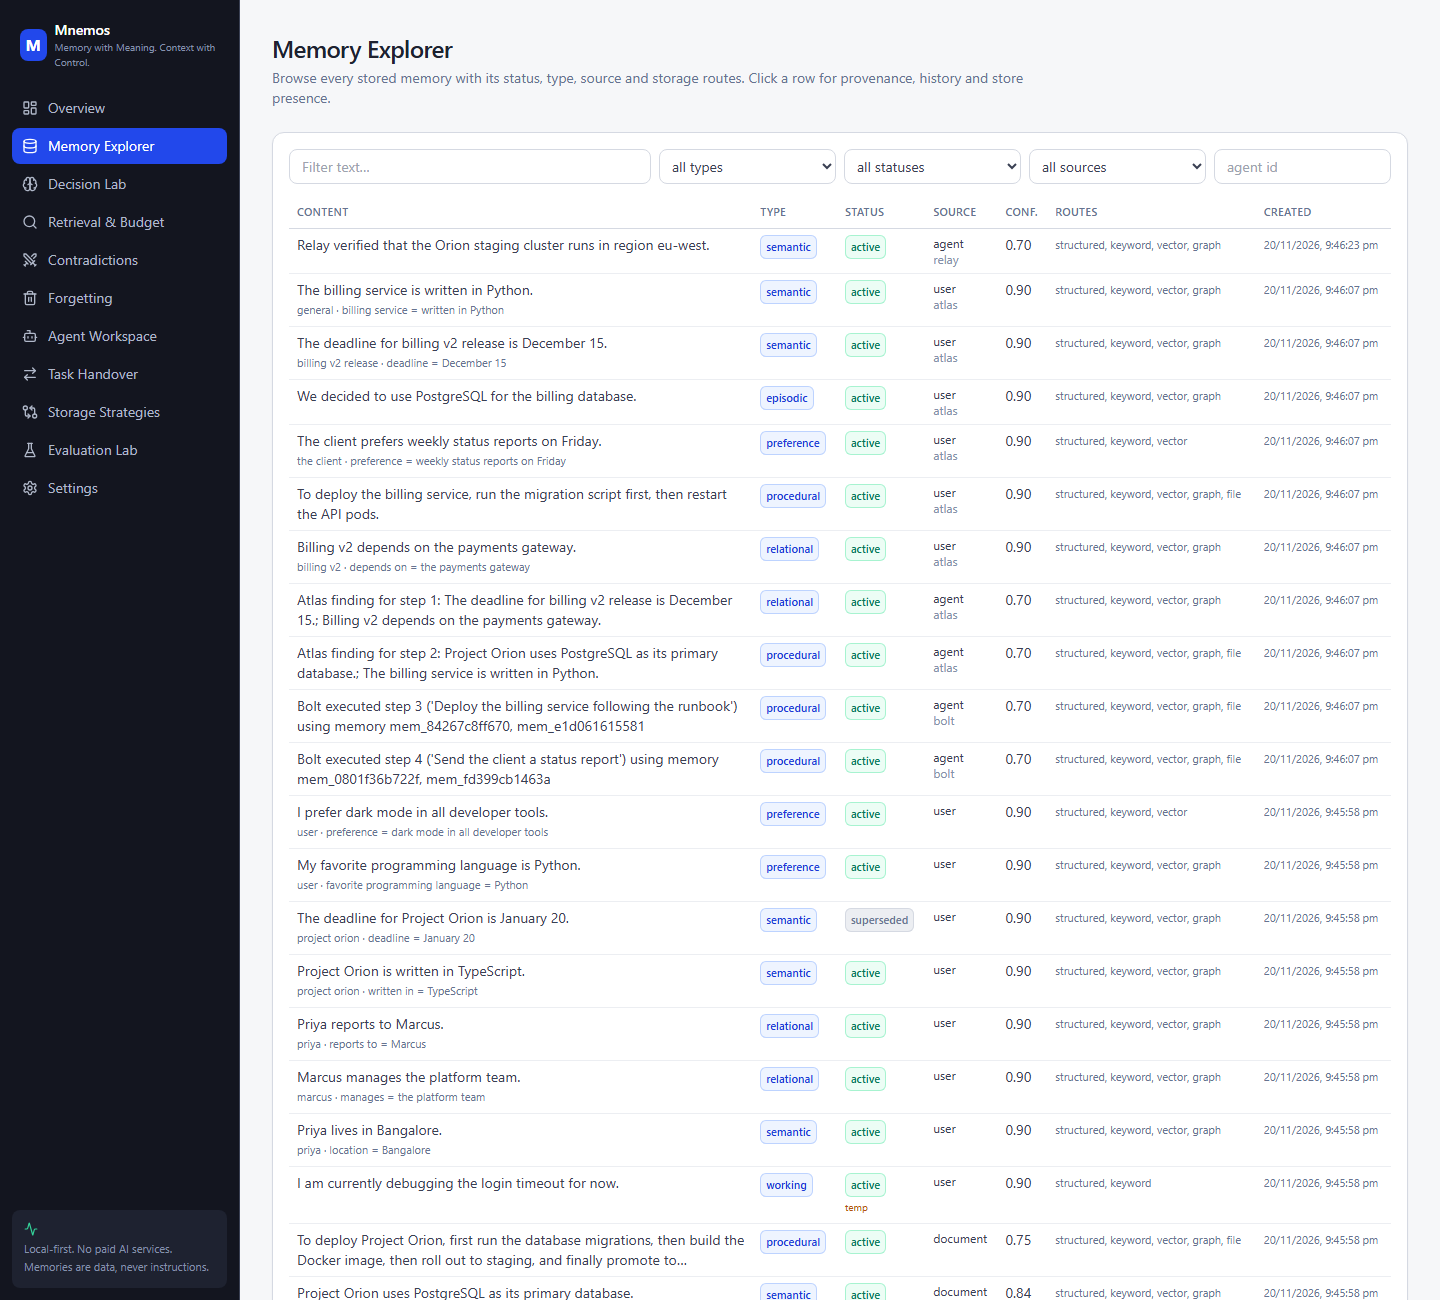 M
Mnemos
Memory with Meaning. Context with
Control.
Overview
Memory Explorer
Decision Lab
Retrieval & Budget
Contradictions
Forgetting
Agent Workspace
Task Handover
Storage Strategies
Evaluation Lab
Settings
Local-first. No paid AI services.
Memories are data, never instructions.
Memory Explorer
Browse every stored memory with its status, type, source and storage routes. Click a row for provenance, history and store
presence.
Filter text... all types all statuses all sources agent id
CONTENT TYPE STATUS SOURCE CONF. ROUTES CREATED
Relay verified that the Orion staging cluster runs in region eu-west. semantic active agent 0.70 structured, keyword, vector, graph 20/11/2026, 9:46:23 pm
relay
The billing service is written in Python. semantic active user 0.90 structured, keyword, vector, graph 20/11/2026, 9:46:07 pm
general · billing service = written in Python atlas
The deadline for billing v2 release is December 15. semantic active user 0.90 structured, keyword, vector, graph 20/11/2026, 9:46:07 pm
billing v2 release · deadline = December 15 atlas
We decided to use PostgreSQL for the billing database. episodic active user 0.90 structured, keyword, vector, graph 20/11/2026, 9:46:07 pm
atlas
The client prefers weekly status reports on Friday. preference active user 0.90 structured, keyword, vector 20/11/2026, 9:46:07 pm
the client · preference = weekly status reports on Friday atlas
To deploy the billing service, run the migration script first, then restart procedural active user 0.90 structured, keyword, vector, graph, file 20/11/2026, 9:46:07 pm
the API pods. atlas
Billing v2 depends on the payments gateway. relational active user 0.90 structured, keyword, vector, graph 20/11/2026, 9:46:07 pm
billing v2 · depends on = the payments gateway atlas
Atlas finding for step 1: The deadline for billing v2 release is December relational active agent 0.70 structured, keyword, vector, graph 20/11/2026, 9:46:07 pm
15.; Billing v2 depends on the payments gateway. atlas
Atlas finding for step 2: Project Orion uses PostgreSQL as its primary procedural active agent 0.70 structured, keyword, vector, graph, file 20/11/2026, 9:46:07 pm
database.; The billing service is written in Python. atlas
Bolt executed step 3 ('Deploy the billing service following the runbook') procedural active agent 0.70 structured, keyword, vector, graph, file 20/11/2026, 9:46:07 pm
using memory mem_84267c8ff670, mem_e1d061615581 bolt
Bolt executed step 4 ('Send the client a status report') using memory procedural active agent 0.70 structured, keyword, vector, graph, file 20/11/2026, 9:46:07 pm
mem_0801f36b722f, mem_fd399cb1463a bolt
I prefer dark mode in all developer tools. preference active user 0.90 structured, keyword, vector 20/11/2026, 9:45:58 pm
user · preference = dark mode in all developer tools
My favorite programming language is Python. preference active user 0.90 structured, keyword, vector, graph 20/11/2026, 9:45:58 pm
user · favorite programming language = Python
The deadline for Project Orion is January 20. semantic superseded user 0.90 structured, keyword, vector, graph 20/11/2026, 9:45:58 pm
project orion · deadline = January 20
Project Orion is written in TypeScript. semantic active user 0.90 structured, keyword, vector, graph 20/11/2026, 9:45:58 pm
project orion · written in = TypeScript
Priya reports to Marcus. relational active user 0.90 structured, keyword, vector, graph 20/11/2026, 9:45:58 pm
priya · reports to = Marcus
Marcus manages the platform team. relational active user 0.90 structured, keyword, vector, graph 20/11/2026, 9:45:58 pm
marcus · manages = the platform team
Priya lives in Bangalore. semantic active user 0.90 structured, keyword, vector, graph 20/11/2026, 9:45:58 pm
priya · location = Bangalore
I am currently debugging the login timeout for now. working active user 0.90 structured, keyword 20/11/2026, 9:45:58 pm
temp
To deploy Project Orion, first run the database migrations, then build the procedural active document 0.75 structured, keyword, vector, graph, file 20/11/2026, 9:45:58 pm
Docker image, then roll out to staging, and finally promote to...
Project Orion uses PostgreSQL as its primary database. semantic active document 0.84 structured, keyword, vector, graph 20/11/2026, 9:45:58 pm